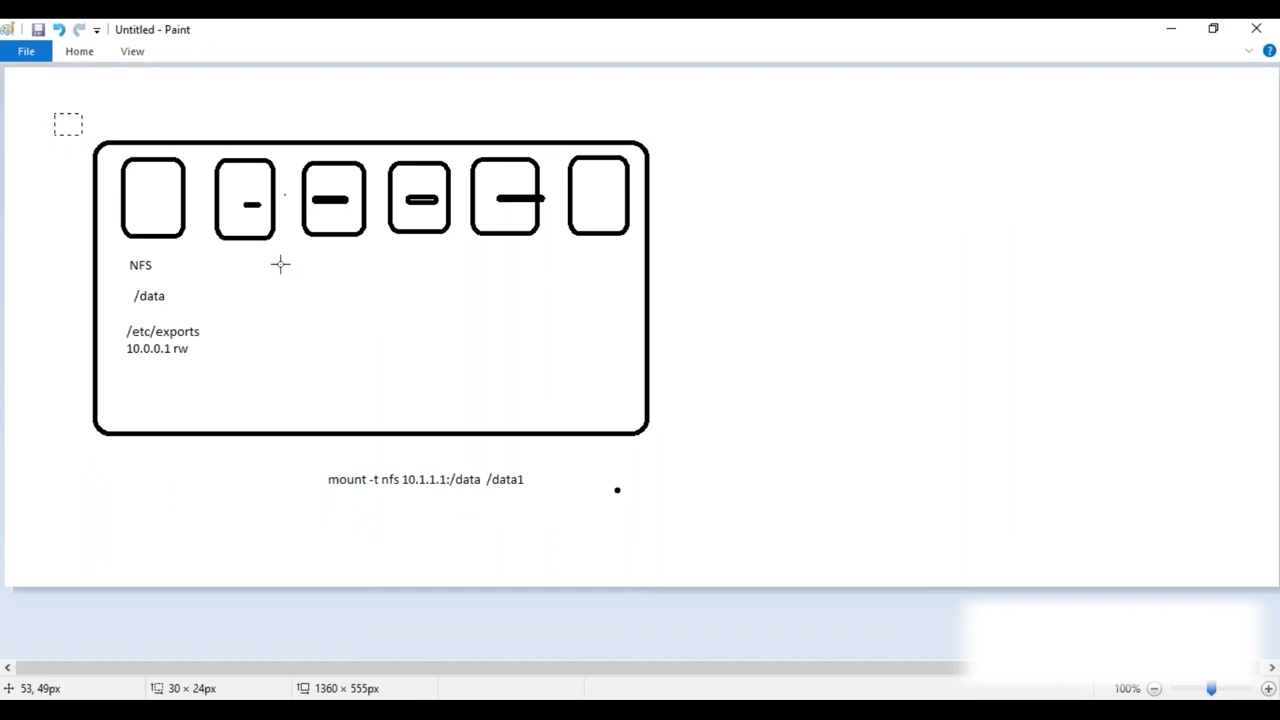 Untitled - Paint
File Home View
NFS
/data
/etc/exports
10.0.0.1 rw
mount -t nfs 10.1.1.1:/data /data1
53, 49px 30 × 24px 1360 × 555px 100%